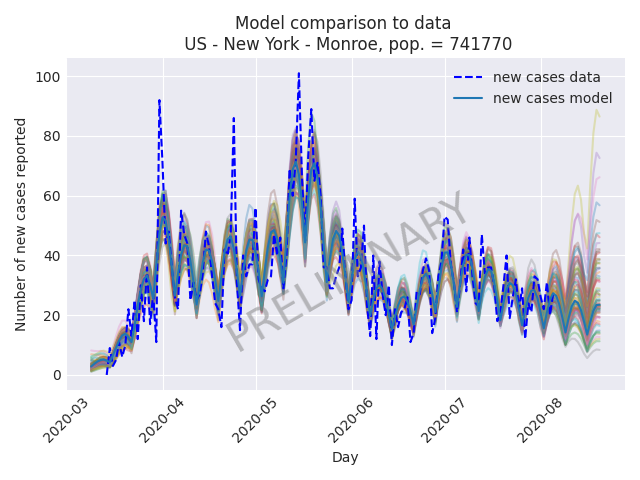 Model comparison to data
US - New York - Monroe, pop. = 741770
new cases data
new cases model
Number of new cases reported
100
80
60
40
20
0
PRELIMINARY
2020-03
2020-04
2020-05
2020-06
2020-07
2020-08
Day